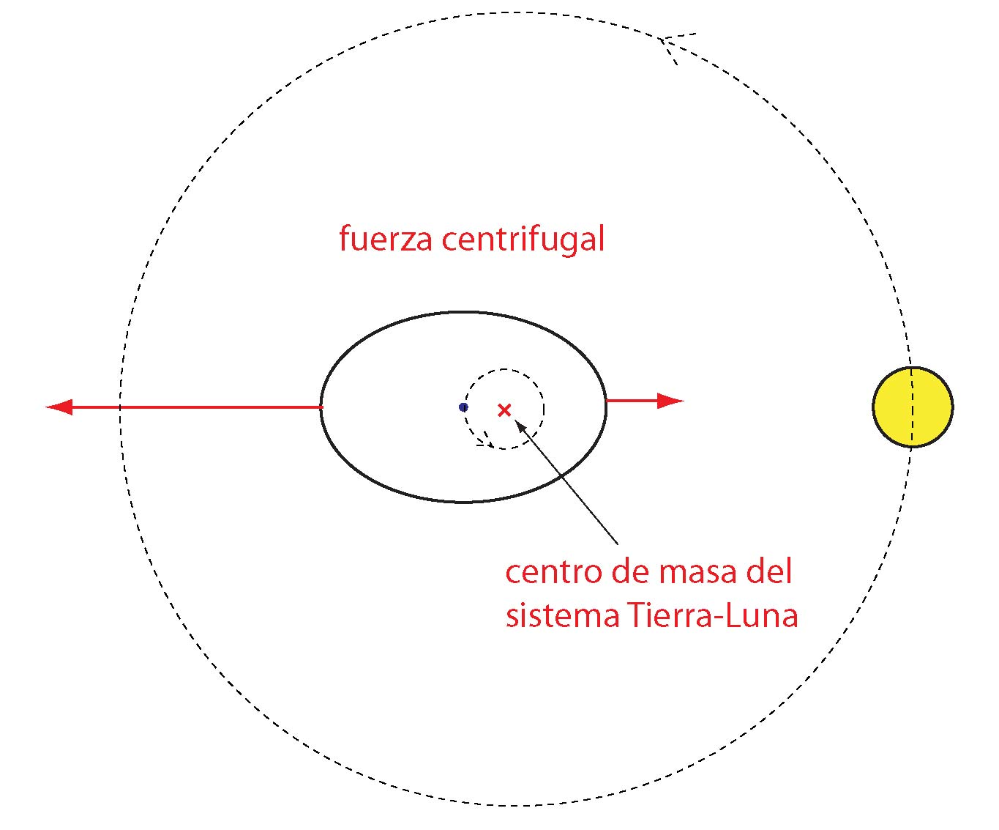 fuerza centrifugal
centro de masa del
sistema Tierra-Luna